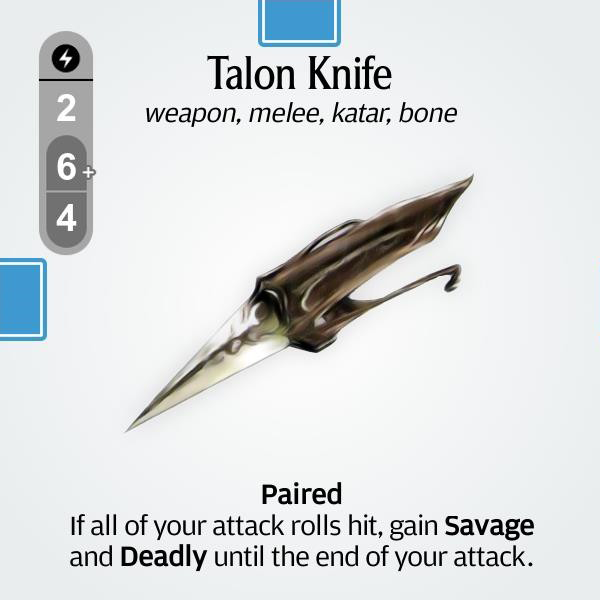 Talon Knife
weapon, melee, katar, bone
2
6+
4
Paired
If all of your attack rolls hit, gain Savage
and Deadly until the end of your attack.